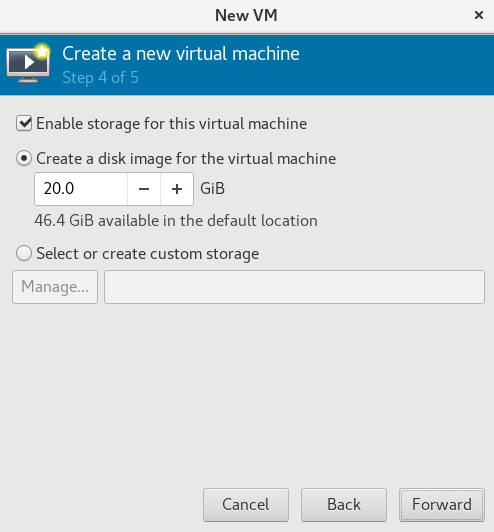 New VM
Create a new virtual machine
Step 4 of 5
Enable storage for this virtual machine
Create a disk image for the virtual machine
20.0 − + GiB
46.4 GiB available in the default location
Select or create custom storage
Manage...
Cancel Back Forward